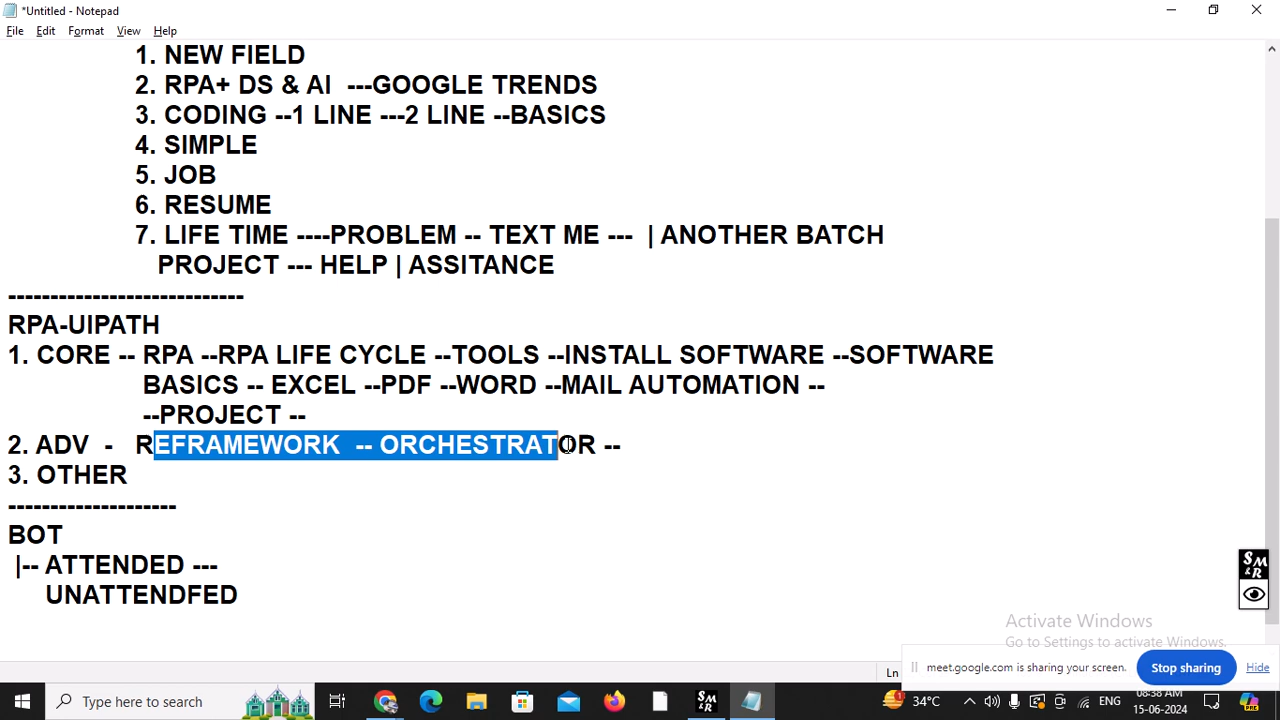 *Untitled - Notepad
File Edit Format View Help
1. NEW FIELD
2. RPA+ DS & AI ---GOOGLE TRENDS
3. CODING --1 LINE ---2 LINE --BASICS
4. SIMPLE
5. JOB
6. RESUME
7. LIFE TIME ----PROBLEM -- TEXT ME --- | ANOTHER BATCH
PROJECT --- HELP | ASSITANCE
----------------------------
RPA-UIPATH
1. CORE -- RPA --RPA LIFE CYCLE --TOOLS --INSTALL SOFTWARE --SOFTWARE
BASICS -- EXCEL --PDF --WORD --MAIL AUTOMATION --
--PROJECT --
2. ADV - REFRAMEWORK -- ORCHESTRATOR --
3. OTHER
--------------------
BOT
|-- ATTENDED ---
UNATTENDFED
S M & R
Activate Windows
Go to Settings to activate Windows.
Ln
meet.google.com is sharing your screen. Stop sharing Hide
Type here to search
S M & R
34°C ENG
08:38 AM
15-06-2024
PRE